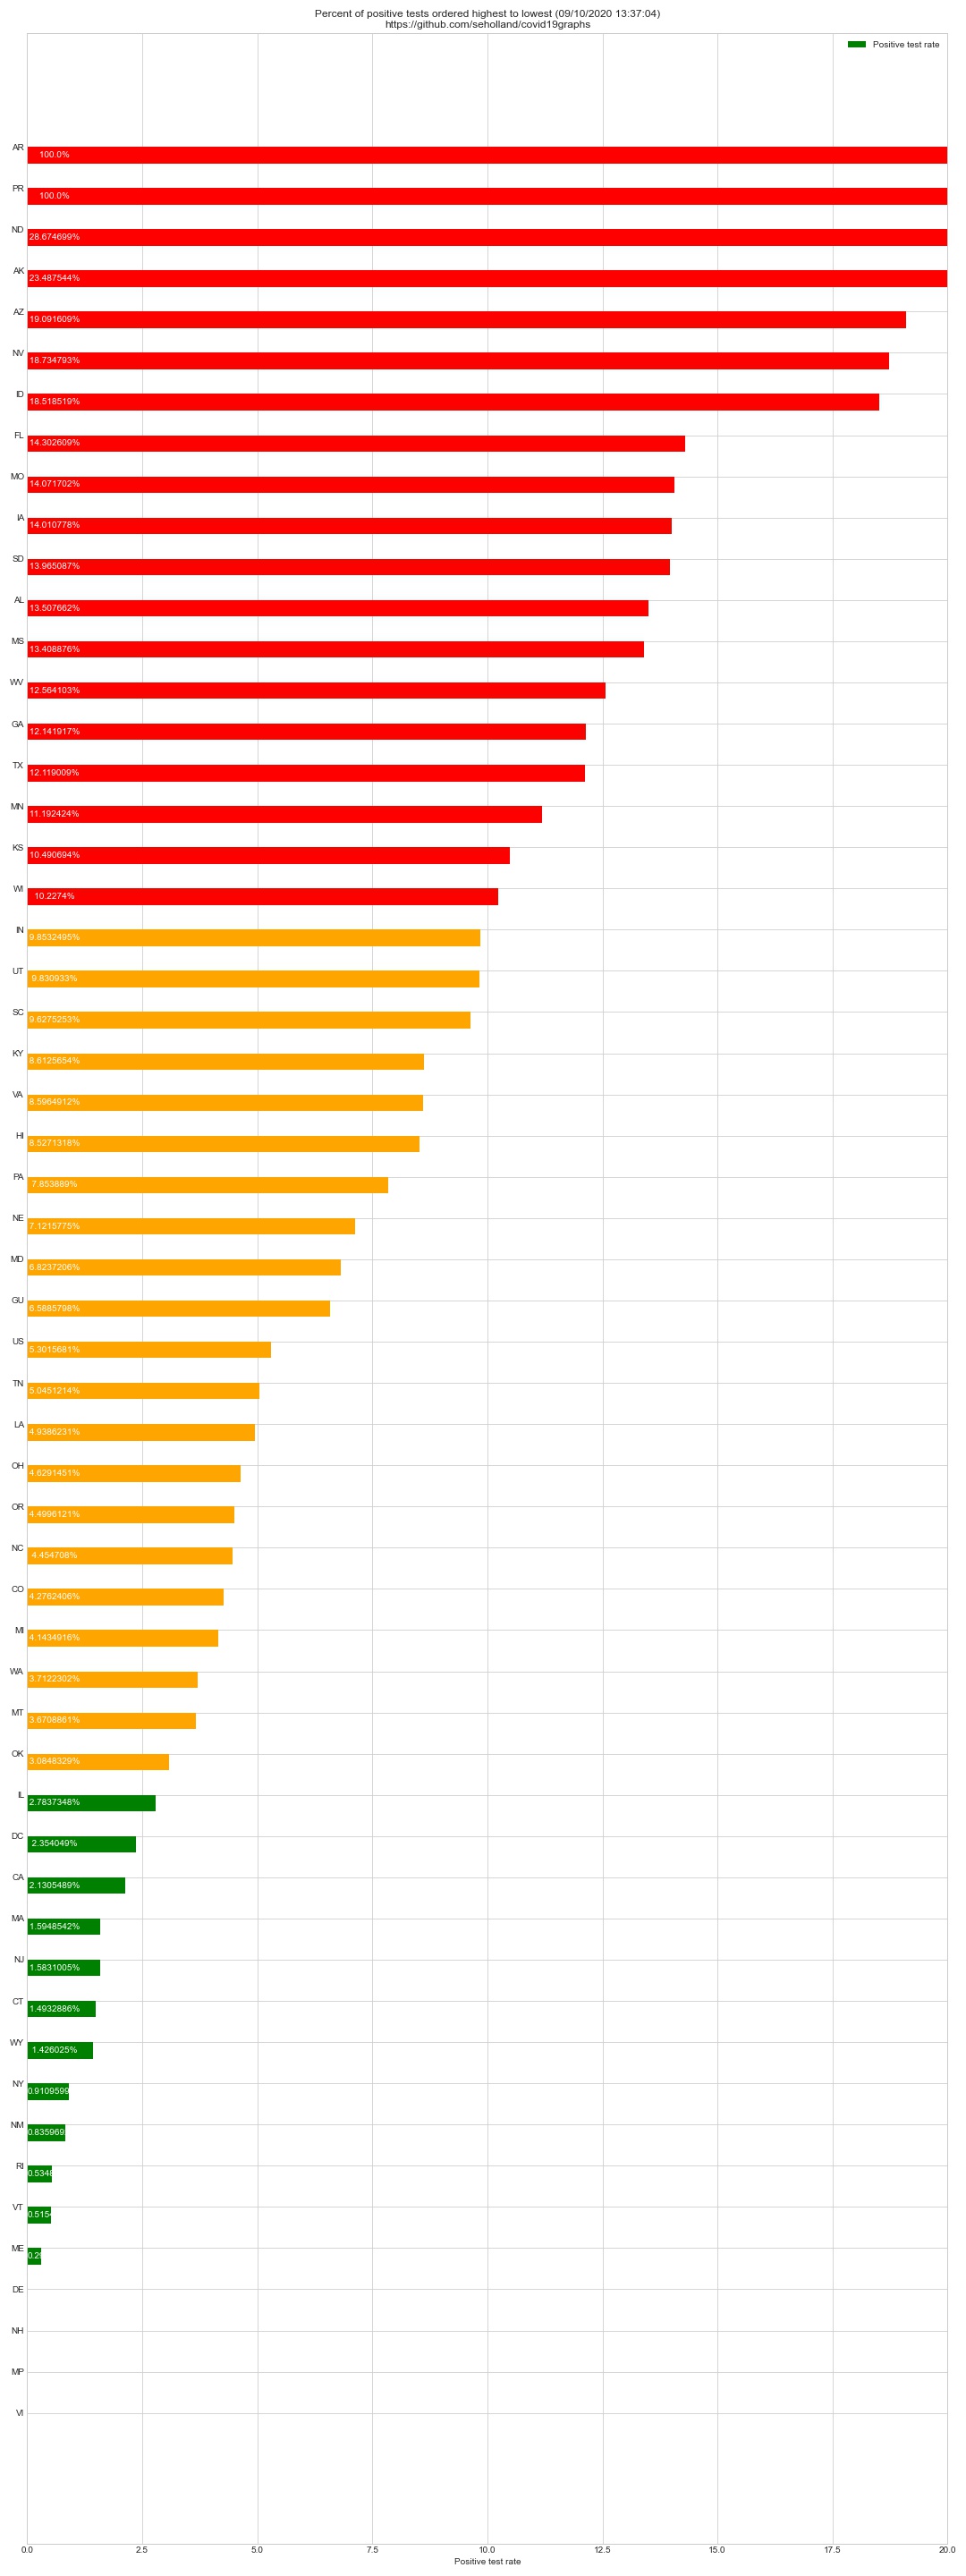 Percent of positive tests ordered highest to lowest (09/10/2020 13:37:04)
https://github.com/seholland/covid19graphs
Positive test rate
AR 100.0%
PR 100.0%
ND 28.674699%
AK 23.487544%
AZ 19.091609%
NV 18.734793%
ID 18.518519%
FL 14.302609%
MO 14.071702%
IA 14.010778%
SD 13.965087%
AL 13.507662%
MS 13.408876%
WV 12.564103%
GA 12.141917%
TX 12.119009%
MN 11.192424%
KS 10.490694%
WI 10.2274%
IN 9.8532495%
UT 9.830933%
SC 9.6275253%
KY 8.6125654%
VA 8.5964912%
HI 8.5271318%
PA 7.853889%
NE 7.1215775%
MD 6.8237206%
GU 6.5885798%
US 5.3015681%
TN 5.0451214%
LA 4.9386231%
OH 4.6291451%
OR 4.4996121%
NC 4.454708%
CO 4.2762406%
MI 4.1434916%
WA 3.7122302%
MT 3.6708861%
OK 3.0848329%
IL 2.7837348%
DC 2.354049%
CA 2.1305489%
MA 1.5948542%
NJ 1.5831005%
CT 1.4932886%
WY 1.426025%
NY 0.9109599
NM 0.835969
RI 0.5348
VT 0.515
ME 0.2
DE
NH
MP
VI
0.0 2.5 5.0 7.5 10.0 12.5 15.0 17.5 20.0
Positive test rate